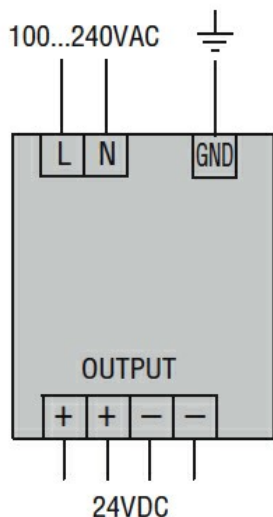 100...240VAC
L N GND
OUTPUT
+ + − −
24VDC